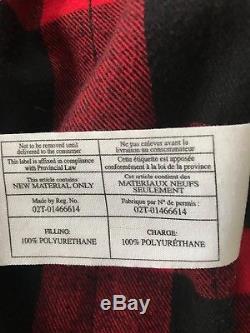 Not to be removed until
delivered to the consumer
This label is affixed in compliance
with Provincial Law
This article contains
NEW MATERIAL ONLY
Made by Reg. No.
02T-01466614
FILLING:
100% POLYURETHANE
Ne pas enlever avant la
livraison au consommateur
Cette étiquette est apposée
conformément à la loi de la province
Cet article contient des
MATERIAUX NEUFS
SEULEMENT
Fabrique par N° de permis:
02T-01466614
CHARGE:
100% POLYURÉTHANE